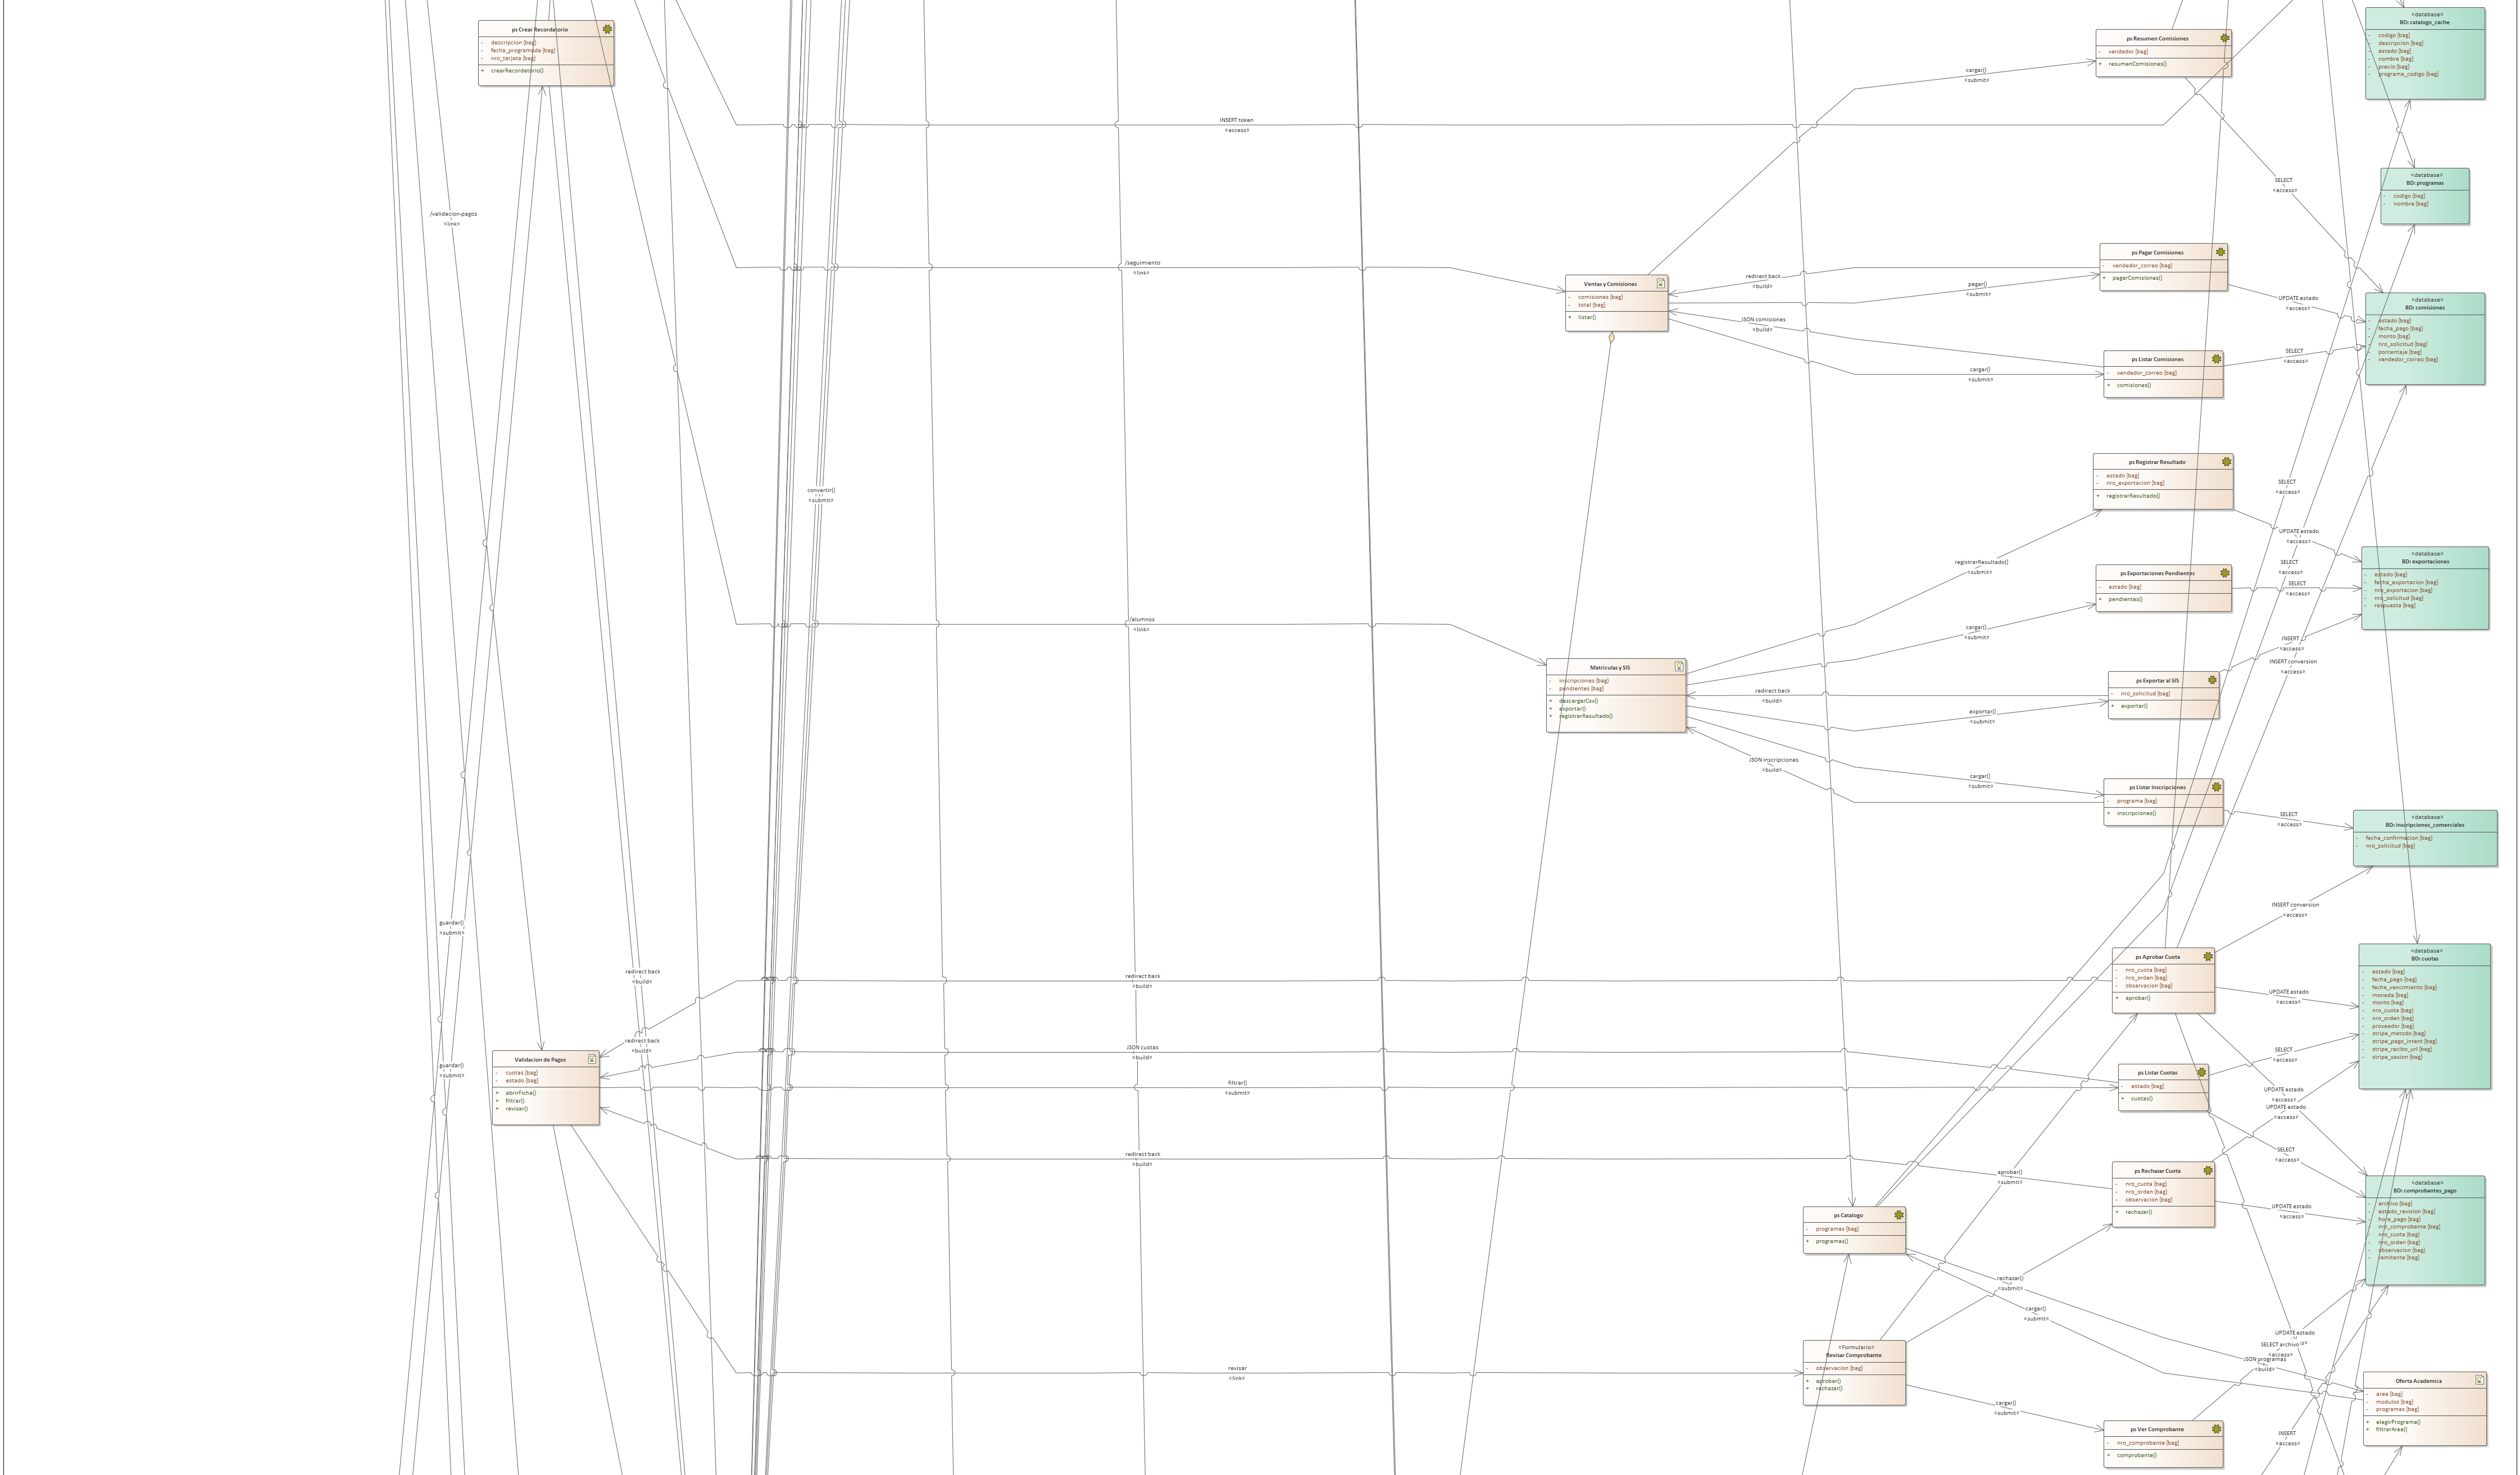 ps Crear Recordatorio
- descripcion {bag}
- fecha_programada {bag}
- nro_tarjeta {bag}
+ crearRecordatorio()
/validacion-pagos
«link»
guardar()
«submit»
guardar()
«submit»
redirect back
«build»
redirect back
«build»
Validacion de Pagos
- cuotas {bag}
- estado {bag}
+ abrirFicha()
+ filtrar()
+ revisar()
convertir()
«submit»
INSERT token
«access»
/seguimiento
«link»
/alumnos
«link»
redirect back
«build»
JSON cuotas
«build»
filtrar()
«submit»
redirect back
«build»
revisar
«link»
Ventas y Comisiones
- comisiones {bag}
- total {bag}
+ listar()
Matriculas y SIS
- inscripciones {bag}
- pendientes {bag}
+ descargarCsv()
+ exportar()
+ registrarResultado()
cargar()
«submit»
redirect back
«build»
pagar()
«submit»
JSON comisiones
«build»
cargar()
«submit»
registrarResultado()
«submit»
cargar()
«submit»
redirect back
«build»
exportar()
«submit»
JSON inscripciones
«build»
cargar()
«submit»
ps Catalogo
- programas {bag}
+ programas()
«Formulario»
Revisar Comprobante
- observacion {bag}
+ aprobar()
+ rechazar()
aprobar()
«submit»
rechazar()
«submit»
cargar()
«submit»
cargar()
«submit»
ps Resumen Comisiones
- vendedor {bag}
+ resumenComisiones()
ps Pagar Comisiones
- vendedor_correo {bag}
+ pagarComisiones()
ps Listar Comisiones
- vendedor_correo {bag}
+ comisiones()
ps Registrar Resultado
- estado {bag}
- nro_exportacion {bag}
+ registrarResultado()
ps Exportaciones Pendientes
- estado {bag}
+ pendientes()
ps Exportar al SIS
- nro_solicitud {bag}
+ exportar()
ps Listar Inscripciones
- programa {bag}
+ inscripciones()
ps Aprobar Cuota
- nro_cuota {bag}
- nro_orden {bag}
- observacion {bag}
+ aprobar()
ps Listar Cuotas
- estado {bag}
+ cuotas()
ps Rechazar Cuota
- nro_cuota {bag}
- nro_orden {bag}
- observacion {bag}
+ rechazar()
ps Ver Comprobante
- nro_comprobante {bag}
+ comprobante()
SELECT
«access»
UPDATE estado
«access»
SELECT
«access»
SELECT
«access»
UPDATE estado
«access»
SELECT
«access»
SELECT
«access»
INSERT
«access»
INSERT conversion
«access»
SELECT
«access»
INSERT conversion
«access»
UPDATE estado
«access»
SELECT
«access»
UPDATE estado
«access»
UPDATE estado
«access»
SELECT
«access»
UPDATE estado
«access»
UPDATE estado
SELECT archivo
«access»
JSON programas
«build»
INSERT
«access»
«database»
BD: catalogo_cache
- codigo {bag}
- descripcion {bag}
- estado {bag}
- nombre {bag}
- precio {bag}
- programa_codigo {bag}
«database»
BD: programas
- codigo {bag}
- nombre {bag}
«database»
BD: comisiones
- estado {bag}
- fecha_pago {bag}
- monto {bag}
- nro_solicitud {bag}
- porcentaje {bag}
- vendedor_correo {bag}
«database»
BD: exportaciones
- estado {bag}
- fecha_exportacion {bag}
- nro_exportacion {bag}
- nro_solicitud {bag}
- respuesta {bag}
«database»
BD: inscripciones_comerciales
- fecha_confirmacion {bag}
- nro_solicitud {bag}
«database»
BD: cuotas
- estado {bag}
- fecha_pago {bag}
- fecha_vencimiento {bag}
- moneda {bag}
- monto {bag}
- nro_cuota {bag}
- nro_orden {bag}
- proveedor {bag}
- stripe_metodo {bag}
- stripe_pago_intent {bag}
- stripe_recibo_url {bag}
- stripe_sesion {bag}
«database»
BD: comprobantes_pago
- archivo {bag}
- estado_revision {bag}
- hora_pago {bag}
- nro_comprobante {bag}
- nro_cuota {bag}
- nro_orden {bag}
- observacion {bag}
- remitente {bag}
Oferta Academica
- area {bag}
- modulos {bag}
- programas {bag}
+ elegirPrograma()
+ filtrarArea()